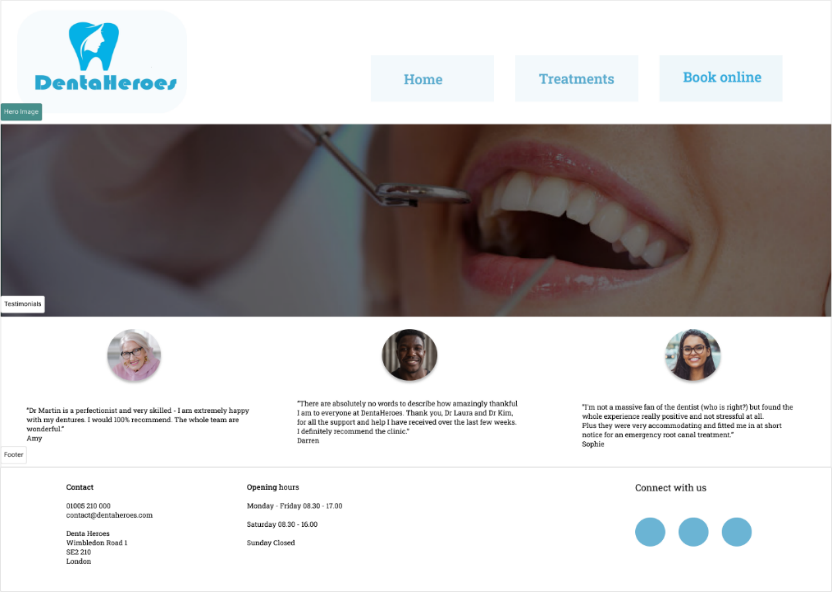 DentaHeroes
Home
Treatments
Book online
Hero Image
Testimonials
"Dr Martin is a perfectionist and very skilled - I am extremely happy
with my dentures. I would 100% recommend. The whole team are
wonderful."
Amy
"There are absolutely no words to describe how amazingly thankful
I am to everyone at DentaHeroes. Thank you, Dr Laura and Dr Kim,
for all the support and help I have received over the last few weeks.
I definitely recommend the clinic."
Darren
"I'm not a massive fan of the dentist (who is right?) but found the
whole experience really positive and not stressful at all.
Plus they were very accommodating and fitted me in at short
notice for an emergency root canal treatment."
Sophie
Footer
Contact
01005 210 000
contact@dentaheroes.com
Denta Heroes
Wimbledon Road 1
SE2 210
London
Opening hours
Monday - Friday 08.30 - 17.00
Saturday 08.30 - 16.00
Sunday Closed
Connect with us